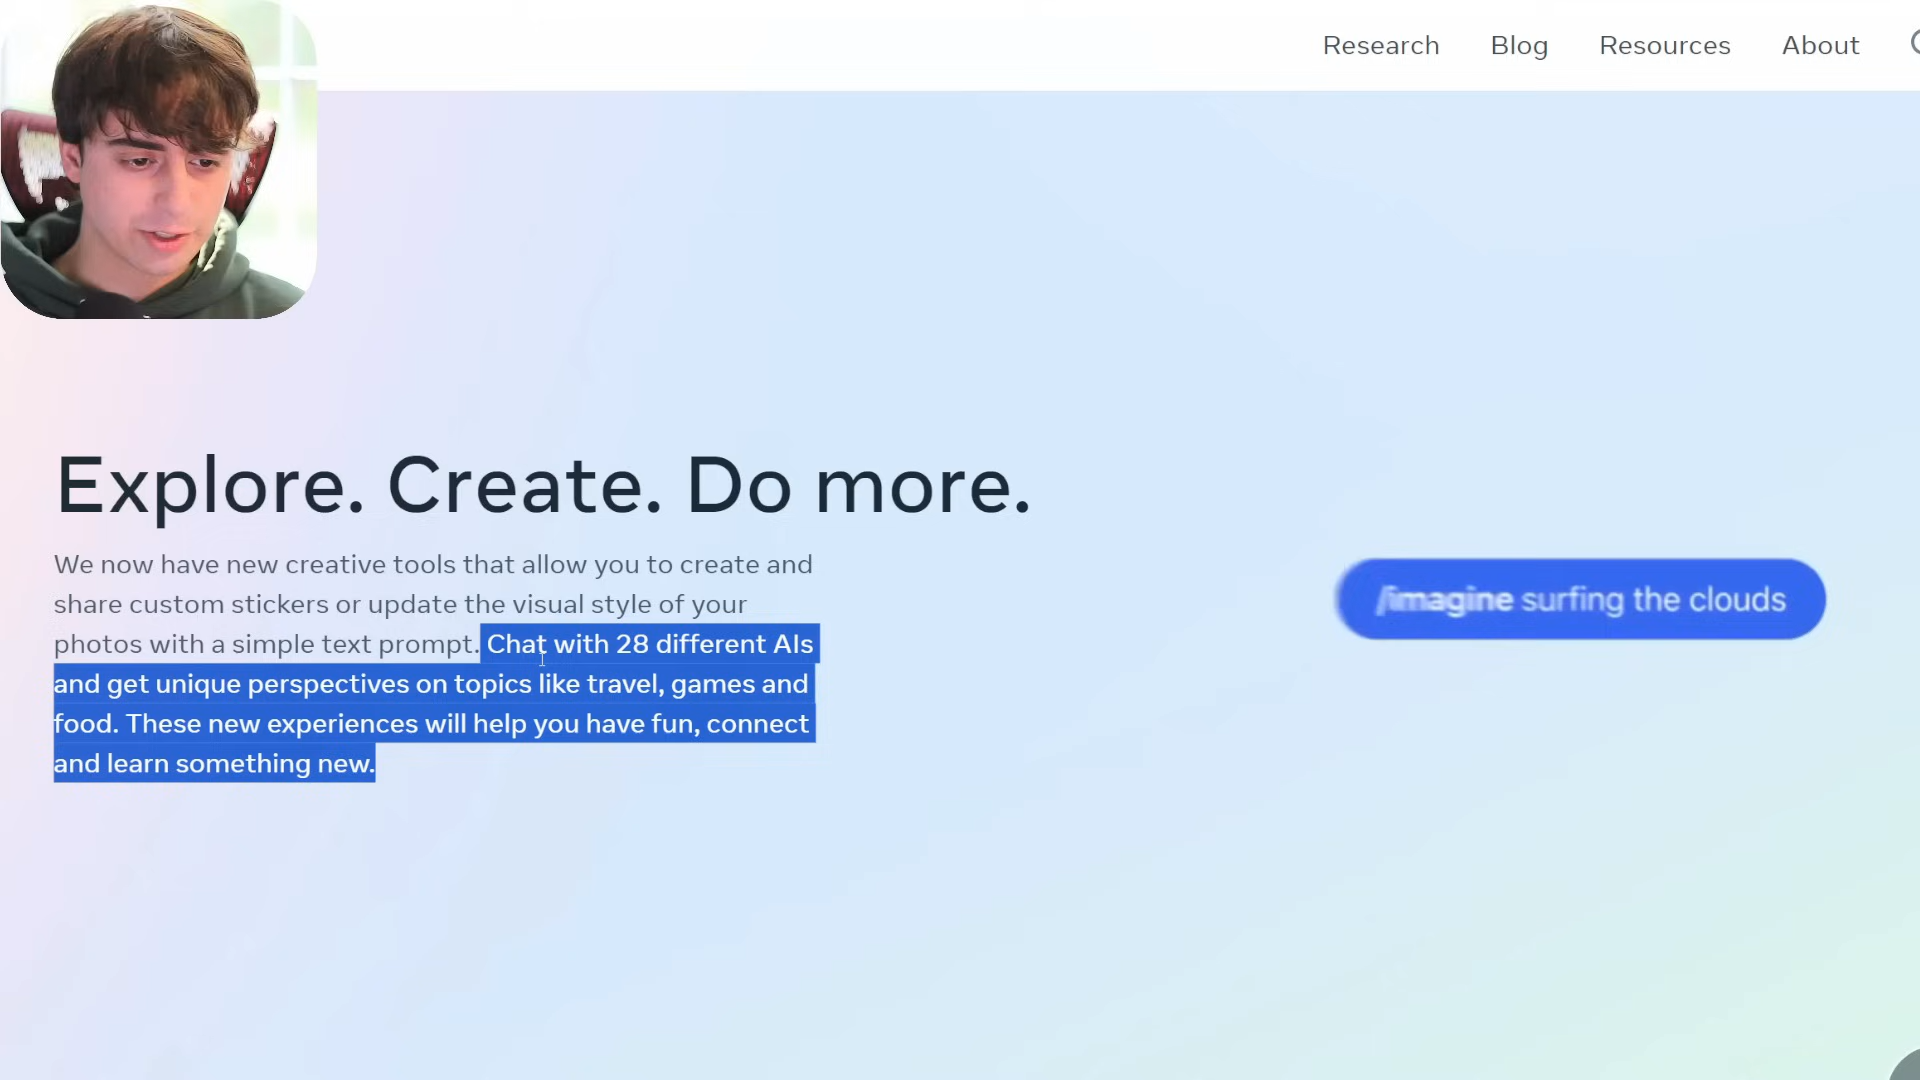 Research Blog Resources About
Explore. Create. Do more.
We now have new creative tools that allow you to create and
share custom stickers or update the visual style of your
photos with a simple text prompt. Chat with 28 different AIs
and get unique perspectives on topics like travel, games and
food. These new experiences will help you have fun, connect
and learn something new.
/imagine surfing the clouds